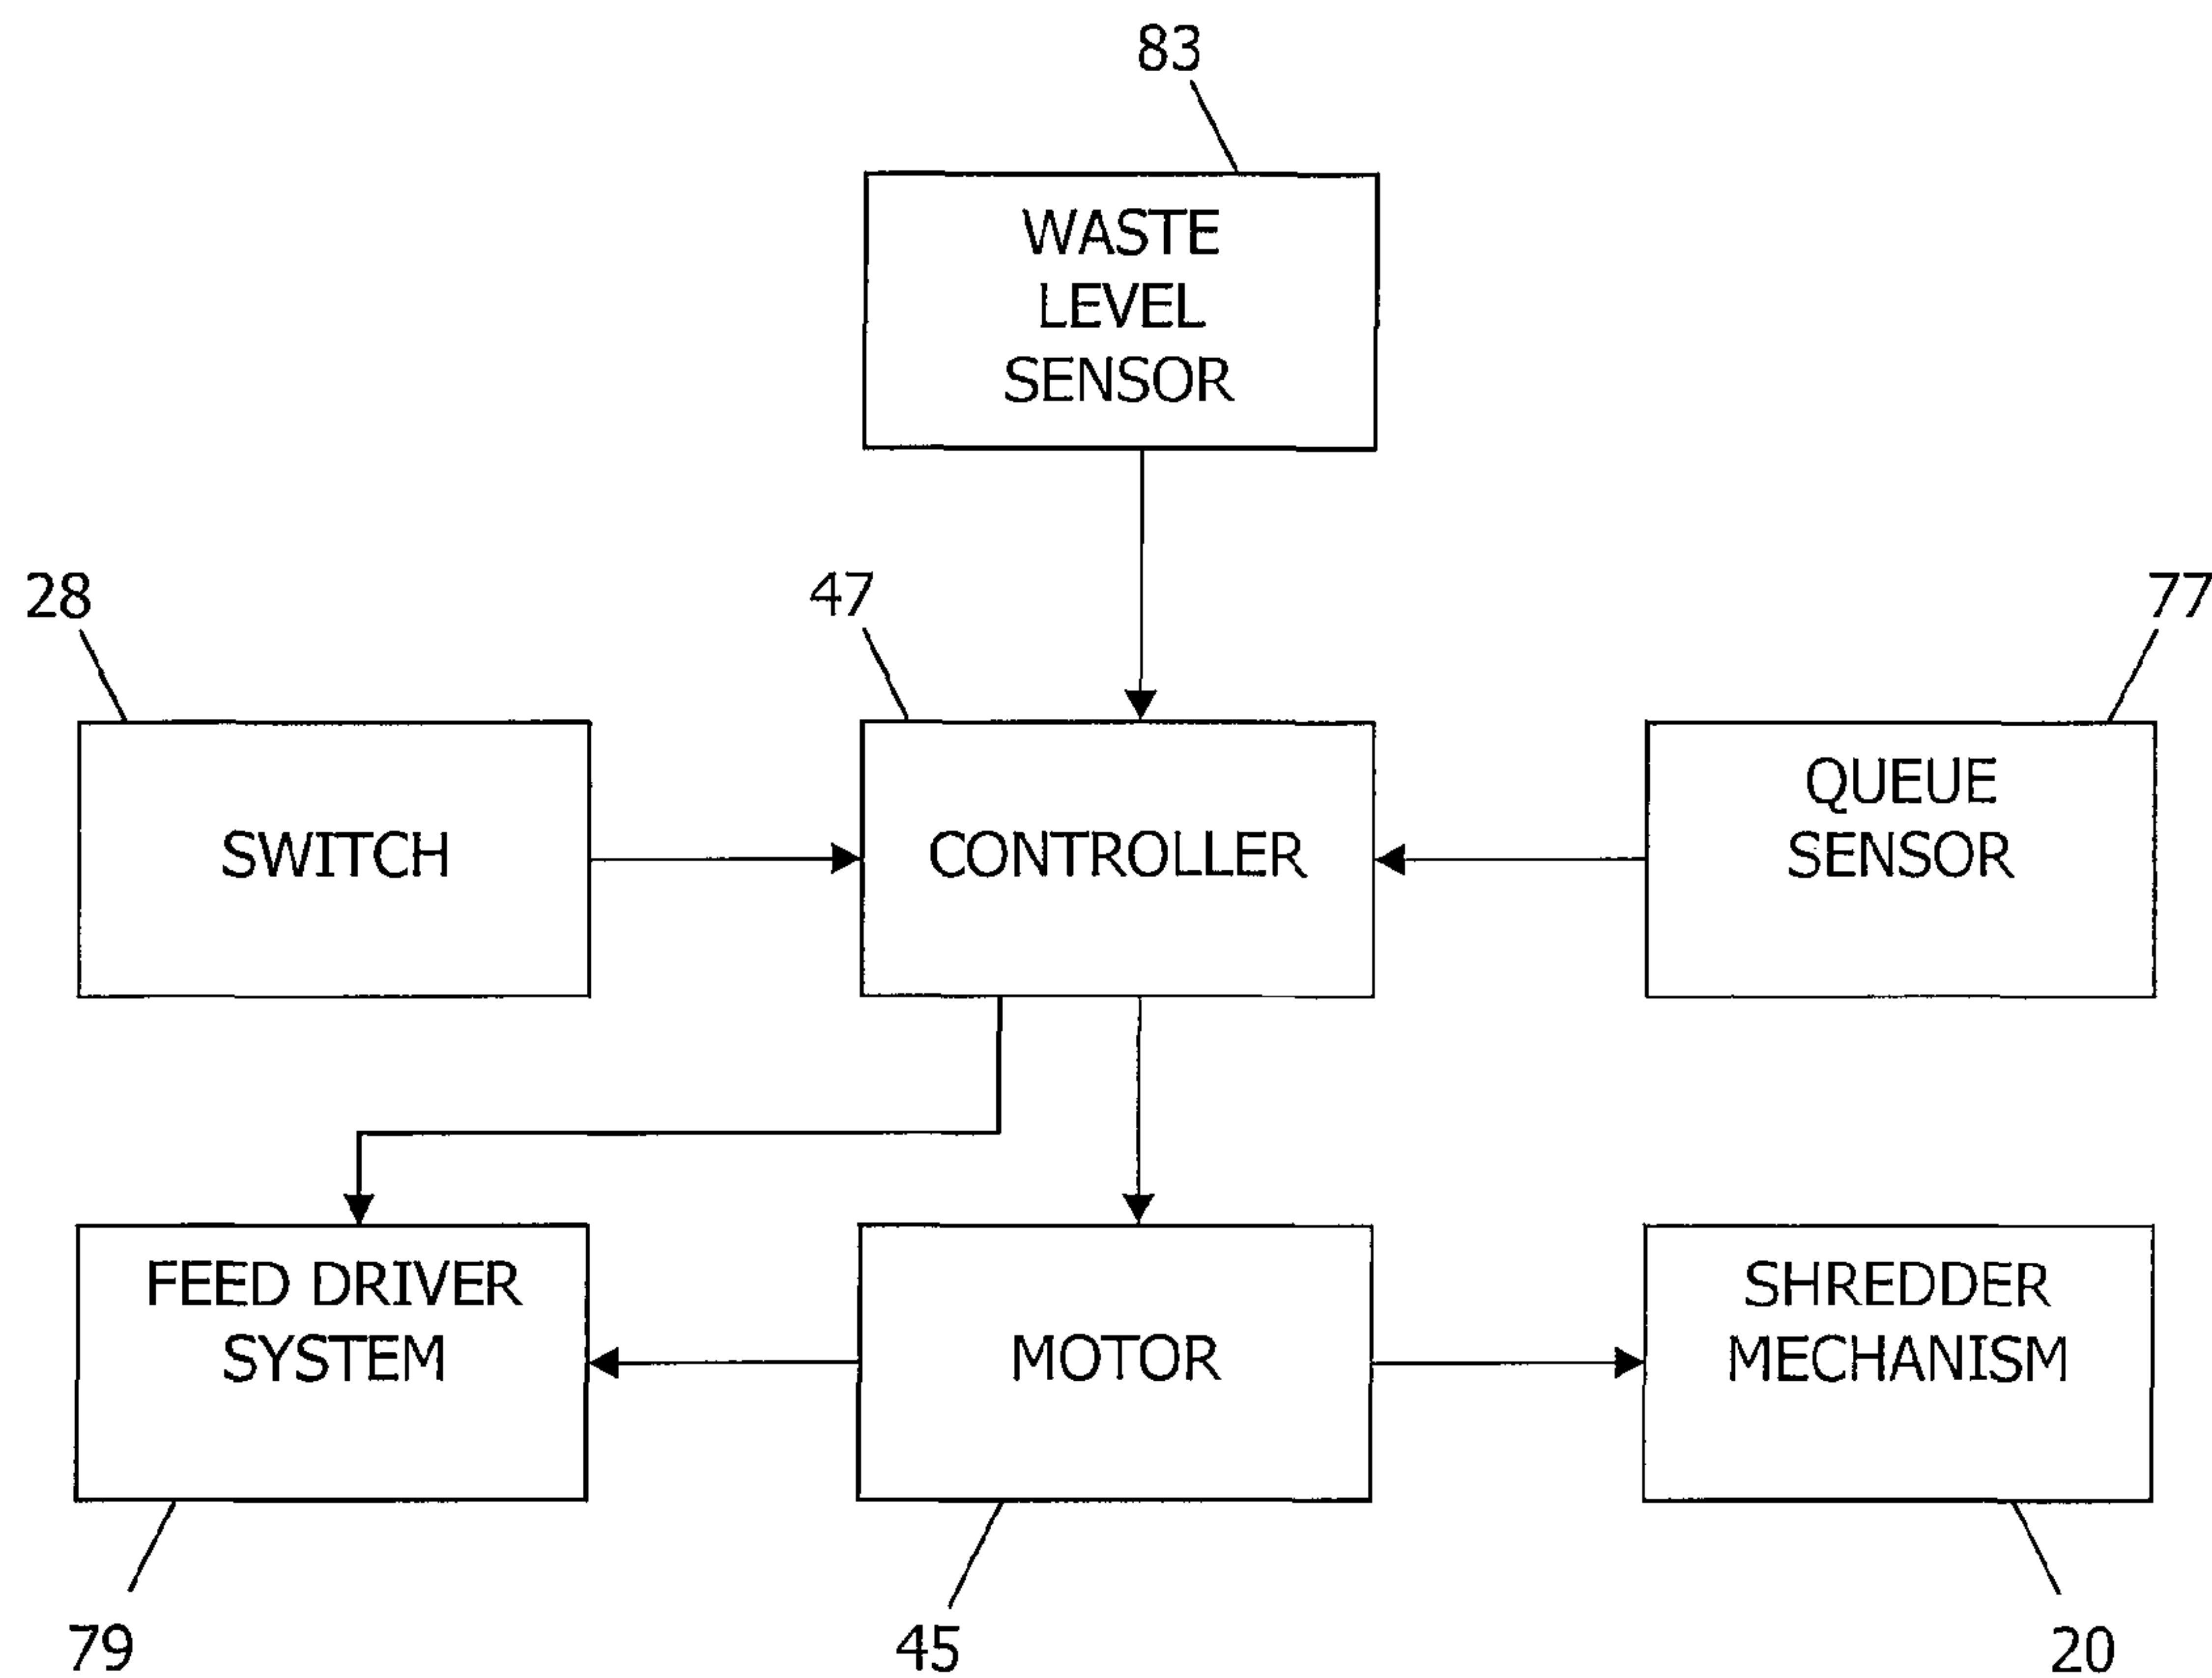 83
WASTE
LEVEL
SENSOR
28
47
77
SWITCH
CONTROLLER
QUEUE
SENSOR
FEED DRIVER
SYSTEM
MOTOR
SHREDDER
MECHANISM
79
45
20